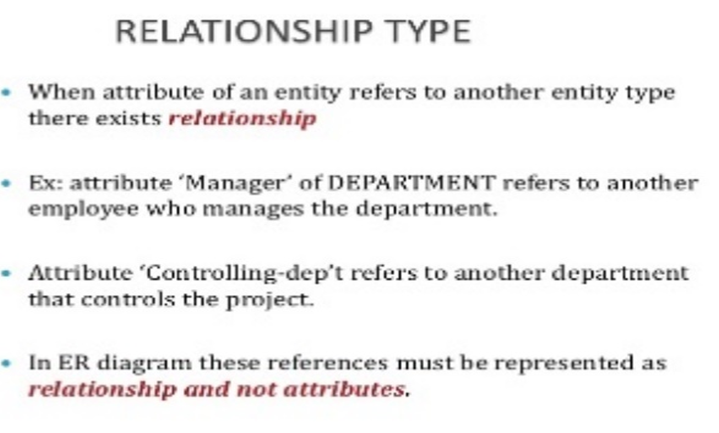 RELATIONSHIP TYPE
• When attribute of an entity refers to another entity type
there exists relationship
• Ex: attribute ‘Manager’ of DEPARTMENT refers to another
employee who manages the department.
• Attribute ‘Controlling-dep’t refers to another department
that controls the project.
• In ER diagram these references must be represented as
relationship and not attributes.